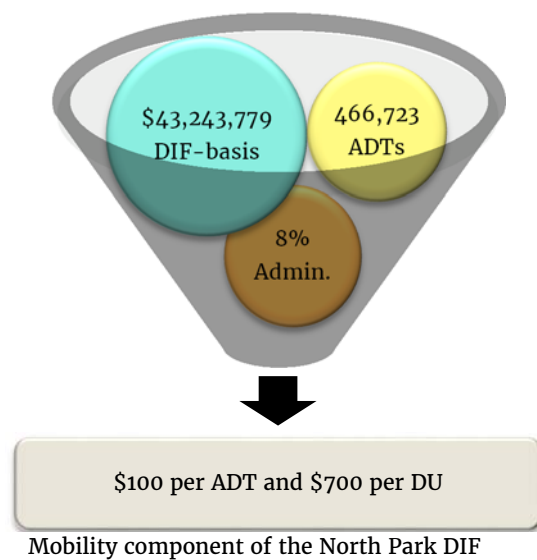 $43,243,779
DIF-basis
466,723
ADTs
8%
Admin.
$100 per ADT and $700 per DU
Mobility component of the North Park DIF